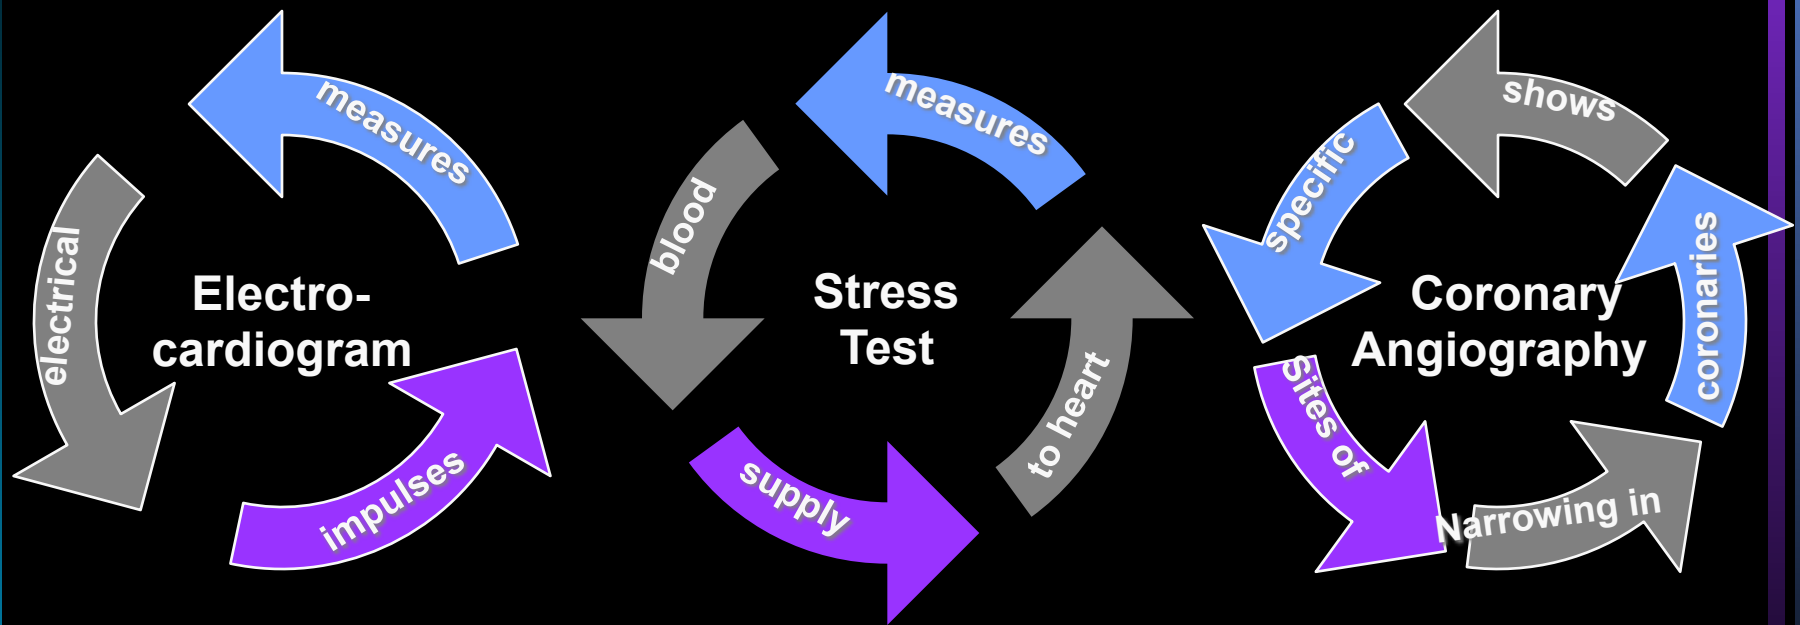 measures
electrical
impulses
Electro-
cardiogram
measures
blood
supply
to heart
Stress
Test
shows
specific
Sites of
Narrowing in
coronaries
Coronary
Angiography